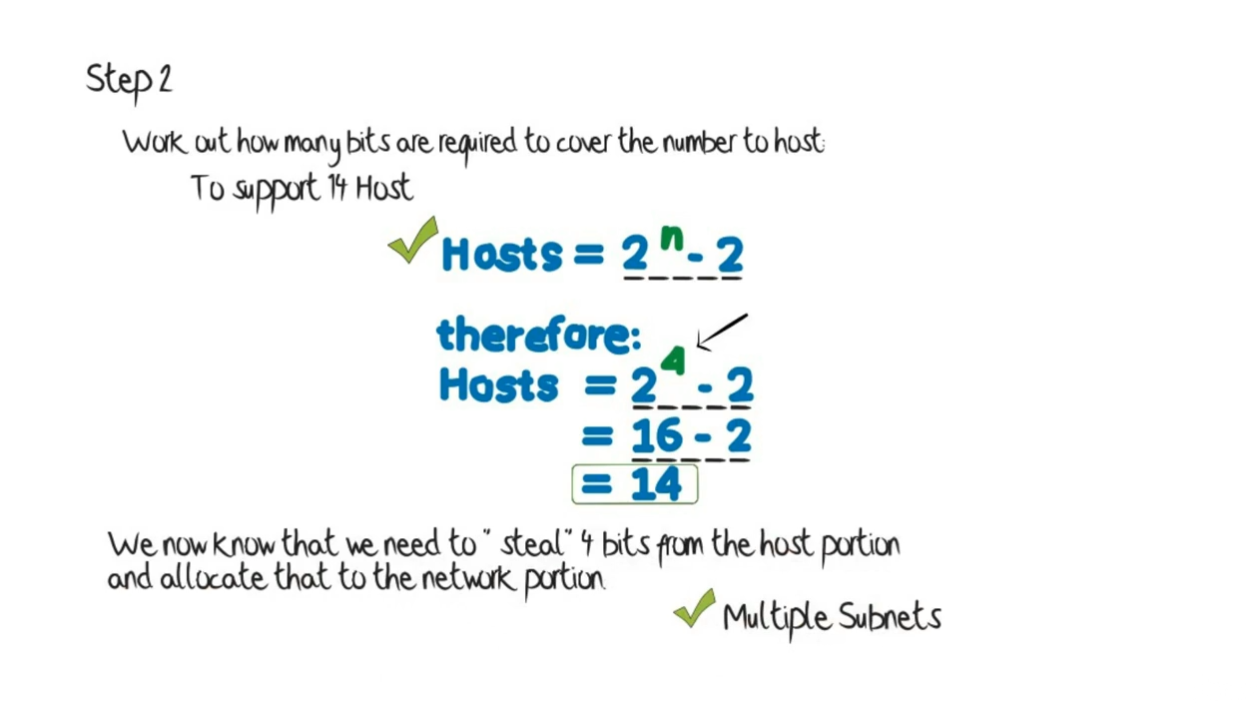 Step 2
Work out how many bits are required to cover the number to host:
To support 14 Host
Hosts = 2^n - 2
therefore:
Hosts = 2^4 - 2
= 16 - 2
= 14
We now know that we need to "steal" 4 bits from the host portion
and allocate that to the network portion.
Multiple Subnets